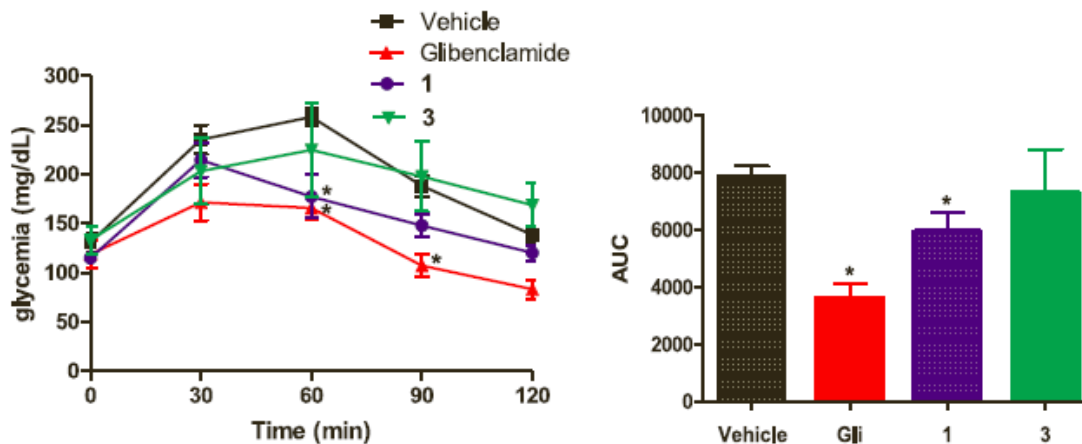 Vehicle
Glibenclamide
1
3
300
250
200
150
100
50
0
glycemia (mg/dL)
*
*
*
0 30 60 90 120
Time (min)
10000
8000
6000
4000
2000
0
AUC
*
*
Vehicle Gli 1 3